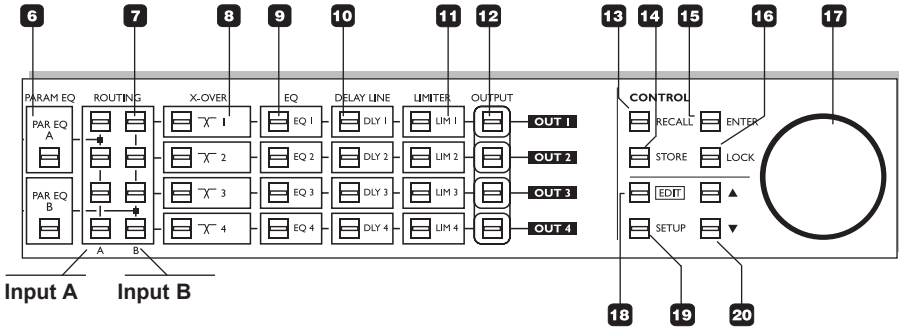 6 7 8 9 10 11 12 13 15 16 17
14
PARAM EQ ROUTING X-OVER EQ DELAY LINE LIMITER OUTPUT CONTROL
PAR EQ A
1 EQ 1 DLY 1 LIM 1 OUT 1 RECALL ENTER
2 EQ 2 DLY 2 LIM 2 OUT 2 STORE LOCK
PAR EQ B
3 EQ 3 DLY 3 LIM 3 OUT 3 EDIT ▲
4 EQ 4 DLY 4 LIM 4 OUT 4 SETUP ▼
A B
Input A Input B
18 19 20